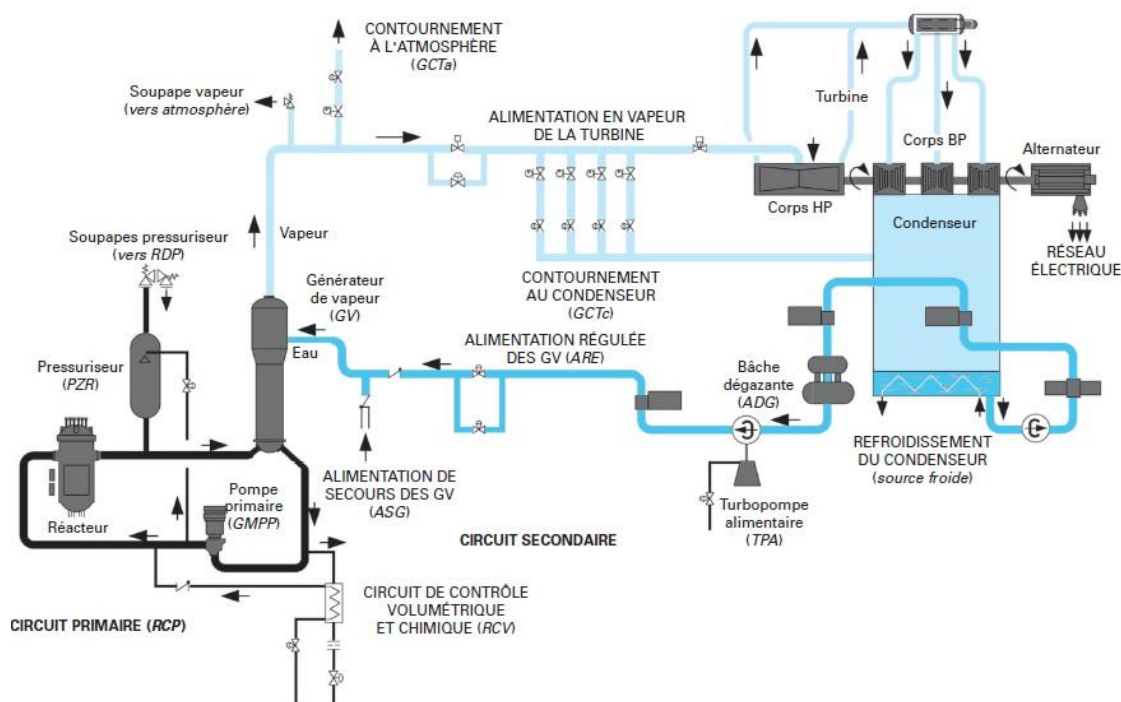 CONTOURNEMENT
À L'ATMOSPHÈRE
(GCTa)
Soupape vapeur
(vers atmosphère)
ALIMENTATION EN VAPEUR
DE LA TURBINE
Turbine
Corps BP
Alternateur
Corps HP
Condenseur
RÉSEAU
ÉLECTRIQUE
Vapeur
Soupapes pressuriseur
(vers RDP)
Générateur
de vapeur
(GV)
CONTOURNEMENT
AU CONDENSEUR
(GCTc)
Eau
ALIMENTATION RÉGULÉE
DES GV (ARE)
Pressuriseur
(PZR)
Bâche
dégazante
(ADG)
REFROIDISSEMENT
DU CONDENSEUR
(source froide)
ALIMENTATION DE
SECOURS DES GV
(ASG)
Pompe
primaire
(GMPP)
Réacteur
Turbopompe
alimentaire
(TPA)
CIRCUIT SECONDAIRE
CIRCUIT DE CONTRÔLE
VOLUMÉTRIQUE
ET CHIMIQUE (RCV)
CIRCUIT PRIMAIRE (RCP)